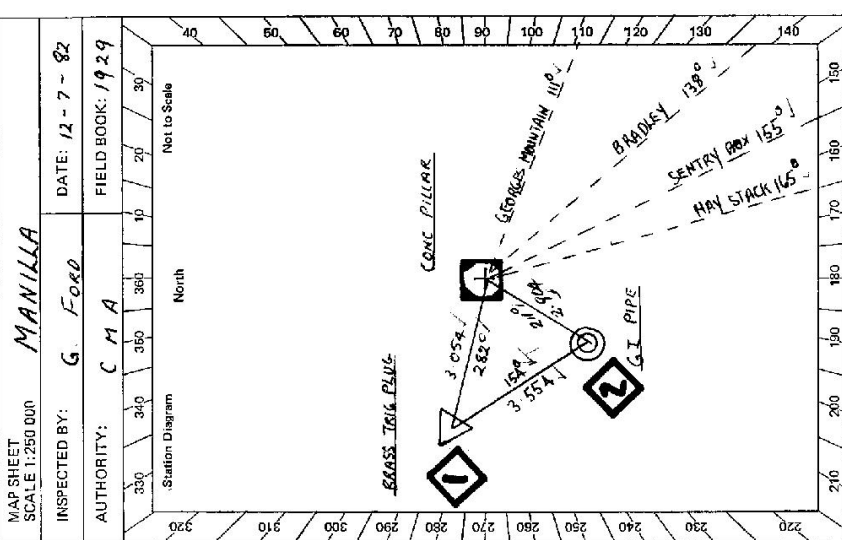 MAP SHEET
SCALE 1:250 000
MANILLA
INSPECTED BY: G. FORD
DATE: 12-7-82
AUTHORITY: C M A
FIELD BOOK: 1929
Station Diagram
North
Not to Scale
330 340 350 360 10 20 30
40 50 60 70 80 90 100 110 120 130 140
150 160 170 180 190 200 210
320 310 300 290 280 270 260 250 240 230 220
BRASS TRIG PLUG
CONC PILLAR
GI PIPE
GEORGES MOUNTAIN 111°
BRADLEY 138°
SENTRY BOX 155°
HAY STACK 165°
3.054
282°
154°
3.554
211°
1
2